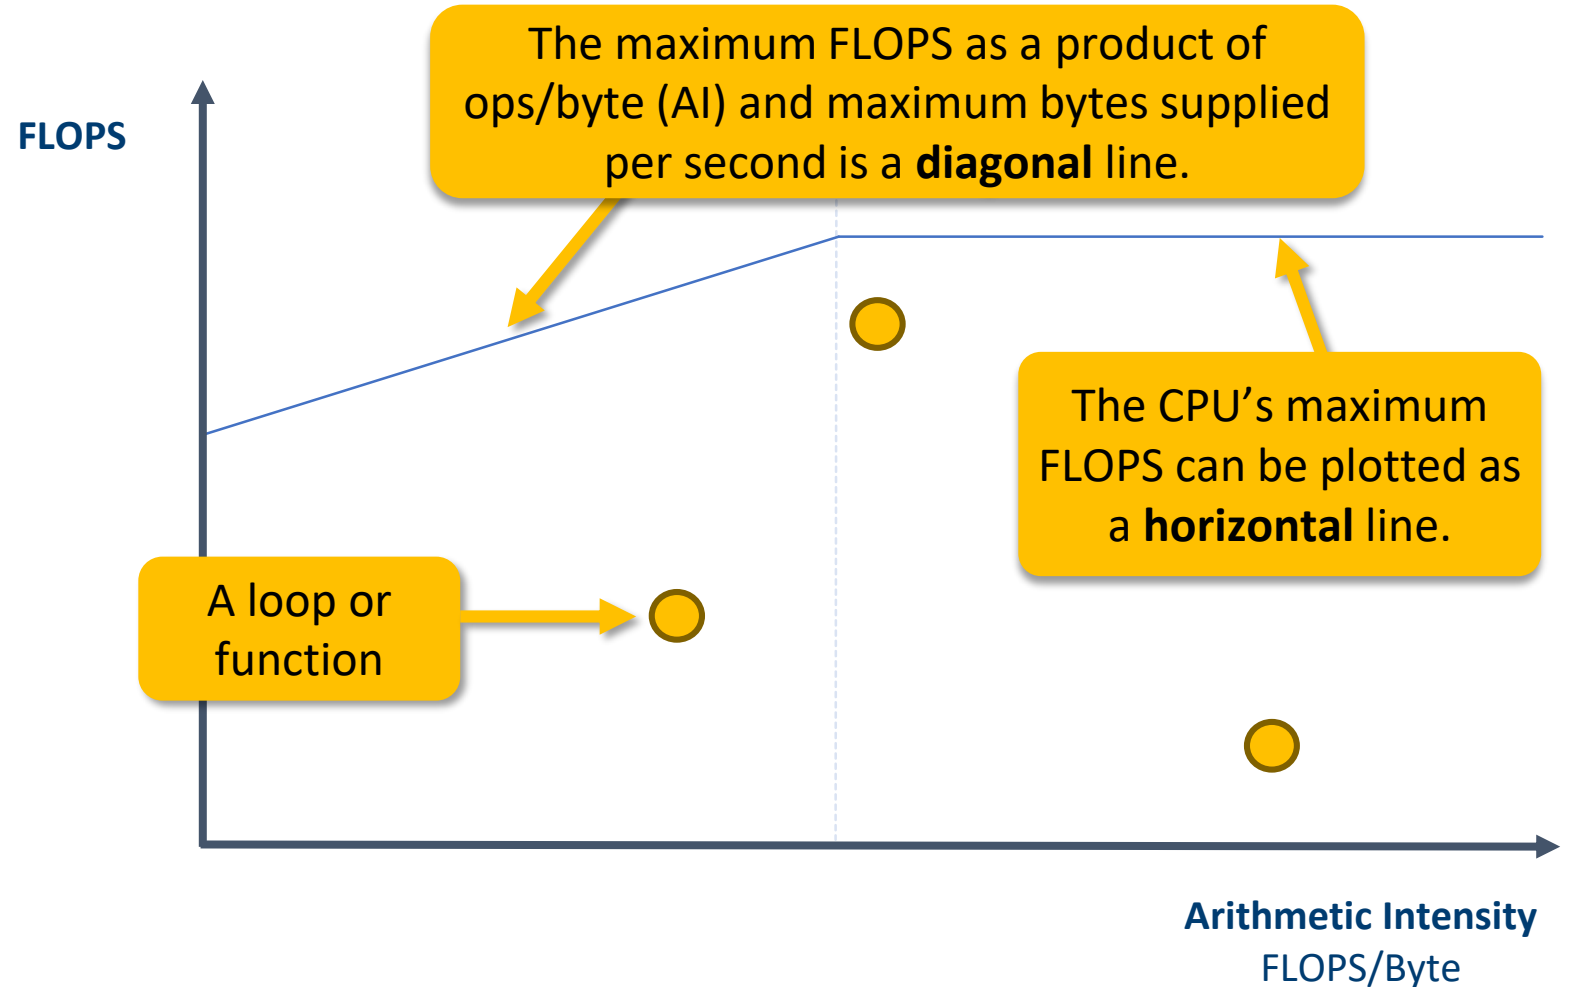 The maximum FLOPS as a product of
ops/byte (AI) and maximum bytes supplied
per second is a diagonal line.
FLOPS
The CPU’s maximum
FLOPS can be plotted as
a horizontal line.
A loop or
function
Arithmetic Intensity
FLOPS/Byte